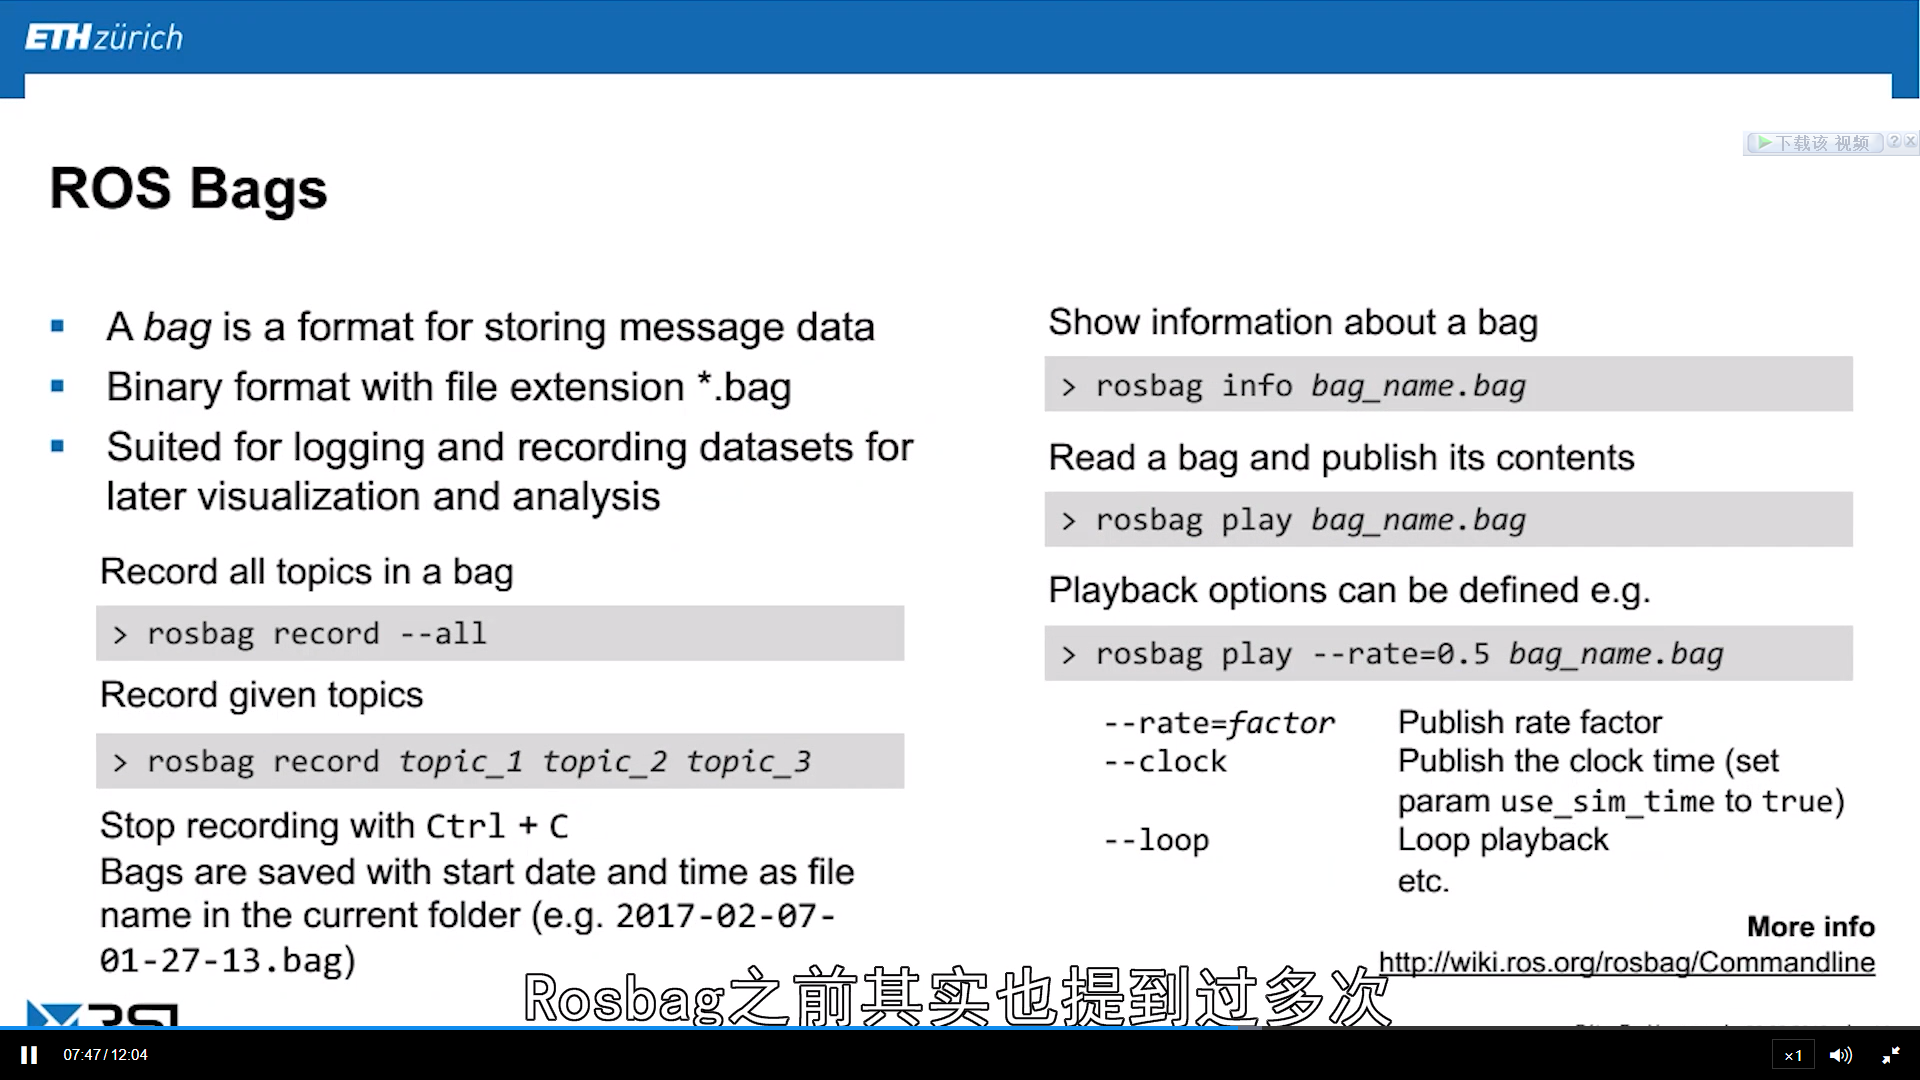 ETH zürich
下载该 视频
ROS Bags
A bag is a format for storing message data
Binary format with file extension *.bag
Suited for logging and recording datasets for
later visualization and analysis
Record all topics in a bag
> rosbag record --all
Record given topics
> rosbag record topic_1 topic_2 topic_3
Stop recording with Ctrl + C
Bags are saved with start date and time as file
name in the current folder (e.g. 2017-02-07-
01-27-13.bag)
Show information about a bag
> rosbag info bag_name.bag
Read a bag and publish its contents
> rosbag play bag_name.bag
Playback options can be defined e.g.
> rosbag play --rate=0.5 bag_name.bag
--rate=factor Publish rate factor
--clock Publish the clock time (set
param use_sim_time to true)
--loop Loop playback
etc.
More info
http://wiki.ros.org/rosbag/Commandline
RSL
Rosbag之前其实也提到过多次
07:47/12:04
×1